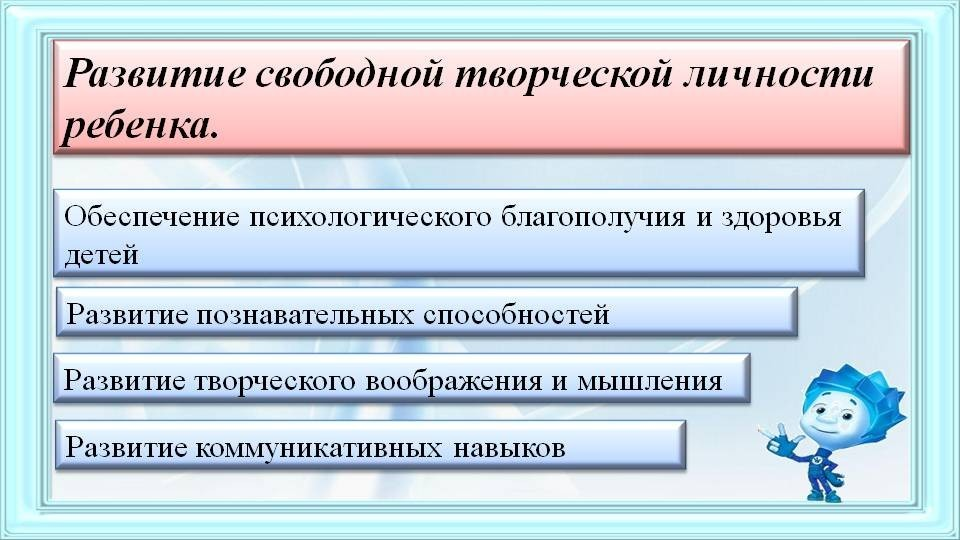 Развитие свободной творческой личности
ребенка.
Обеспечение психологического благополучия и здоровья
детей
Развитие познавательных способностей
Развитие творческого воображения и мышления
Развитие коммуникативных навыков